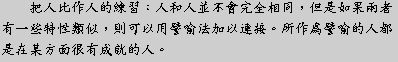 把人比作人的練習：人和人並不會完全相同，但是如果兩者
有一些特性類似，則可以用譬喻法加以連接。所作為譬喻的人都
是在某方面很有成就的人。